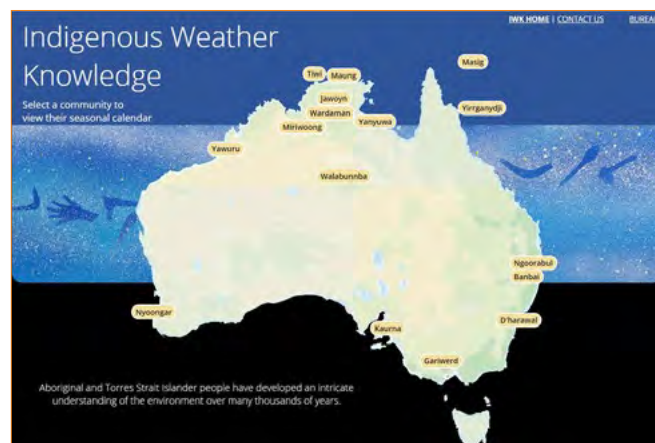 IWK HOME | CONTACT US
BUREAU
Indigenous Weather
Knowledge
Select a community to
view their seasonal calendar
Masig
Tiwi
Maung
Jawoyn
Yirrganydji
Wardaman
Yanyuwa
Miriwoong
Yawuru
Walabunnba
Ngoorabul
Banbai
Nyoongar
D'harawal
Kaurna
Gariwerd
Aboriginal and Torres Strait Islander people have developed an intricate
understanding of the environment over many thousands of years.